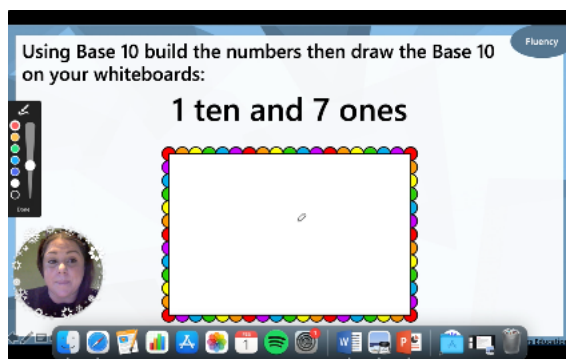 Fluency
Using Base 10 build the numbers then draw the Base 10
on your whiteboards:
1 ten and 7 ones